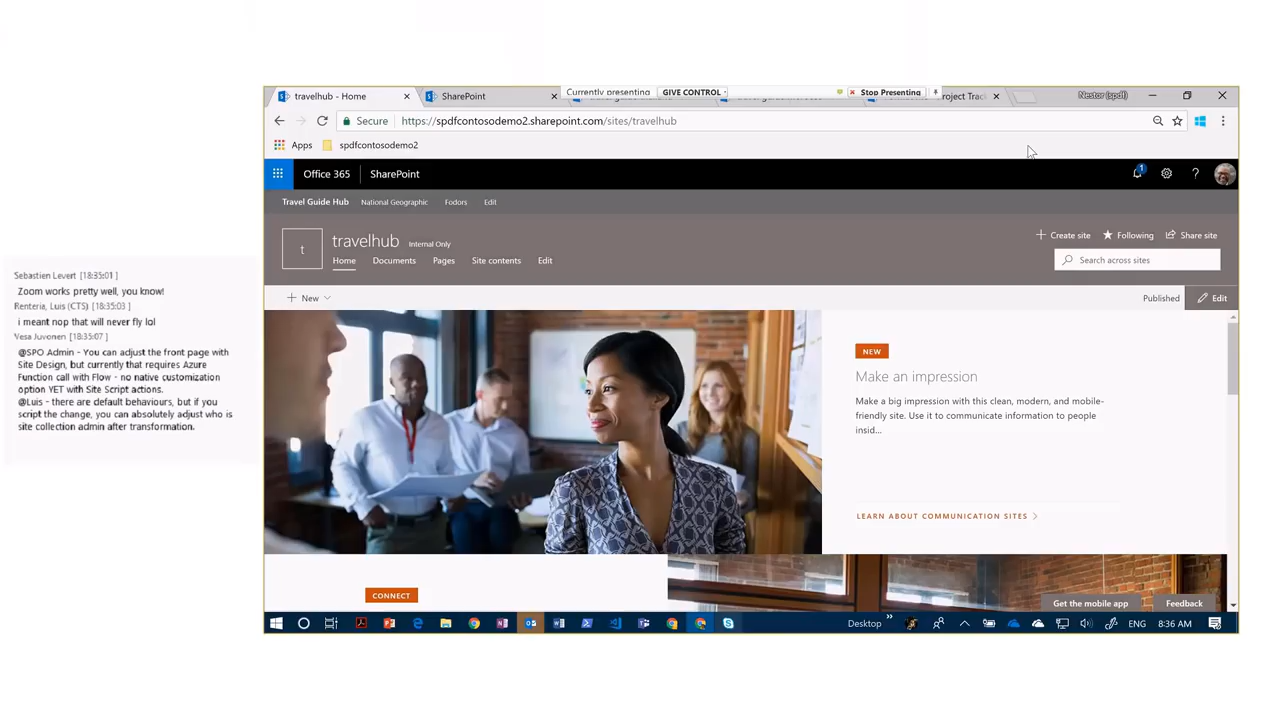 Sebastien Levert [18:35:01 ]
Zoom works pretty well, you know!
Renteria, Luis (CTS) [18:35:03 ]
i meant nop that will never fly lol
Vesa Juvonen [18:35:07 ]
@SPO Admin - You can adjust the front page with
Site Design, but currently that requires Azure
Function call with Flow - no native customization
option YET with Site Script actions.
@Luis - there are default behaviours, but if you
script the change, you can absolutely adjust who is
site collection admin after transformation.
travelhub - Home
SharePoint
Currently presenting GIVE CONTROL
Stop Presenting
Project Track
Nestor (spdf)
Secure https://spdfcontosodemo2.sharepoint.com/sites/travelhub
Apps spdfcontosodemo2
Office 365 SharePoint
1
Travel Guide Hub National Geographic Fodors Edit
t
travelhub Internal Only
Home Documents Pages Site contents Edit
Create site Following Share site
Search across sites
New
Published Edit
NEW
Make an impression
Make a big impression with this clean, modern, and mobile-
friendly site. Use it to communicate information to people
insid...
LEARN ABOUT COMMUNICATION SITES
CONNECT
Get the mobile app Feedback
Desktop ENG 8:36 AM